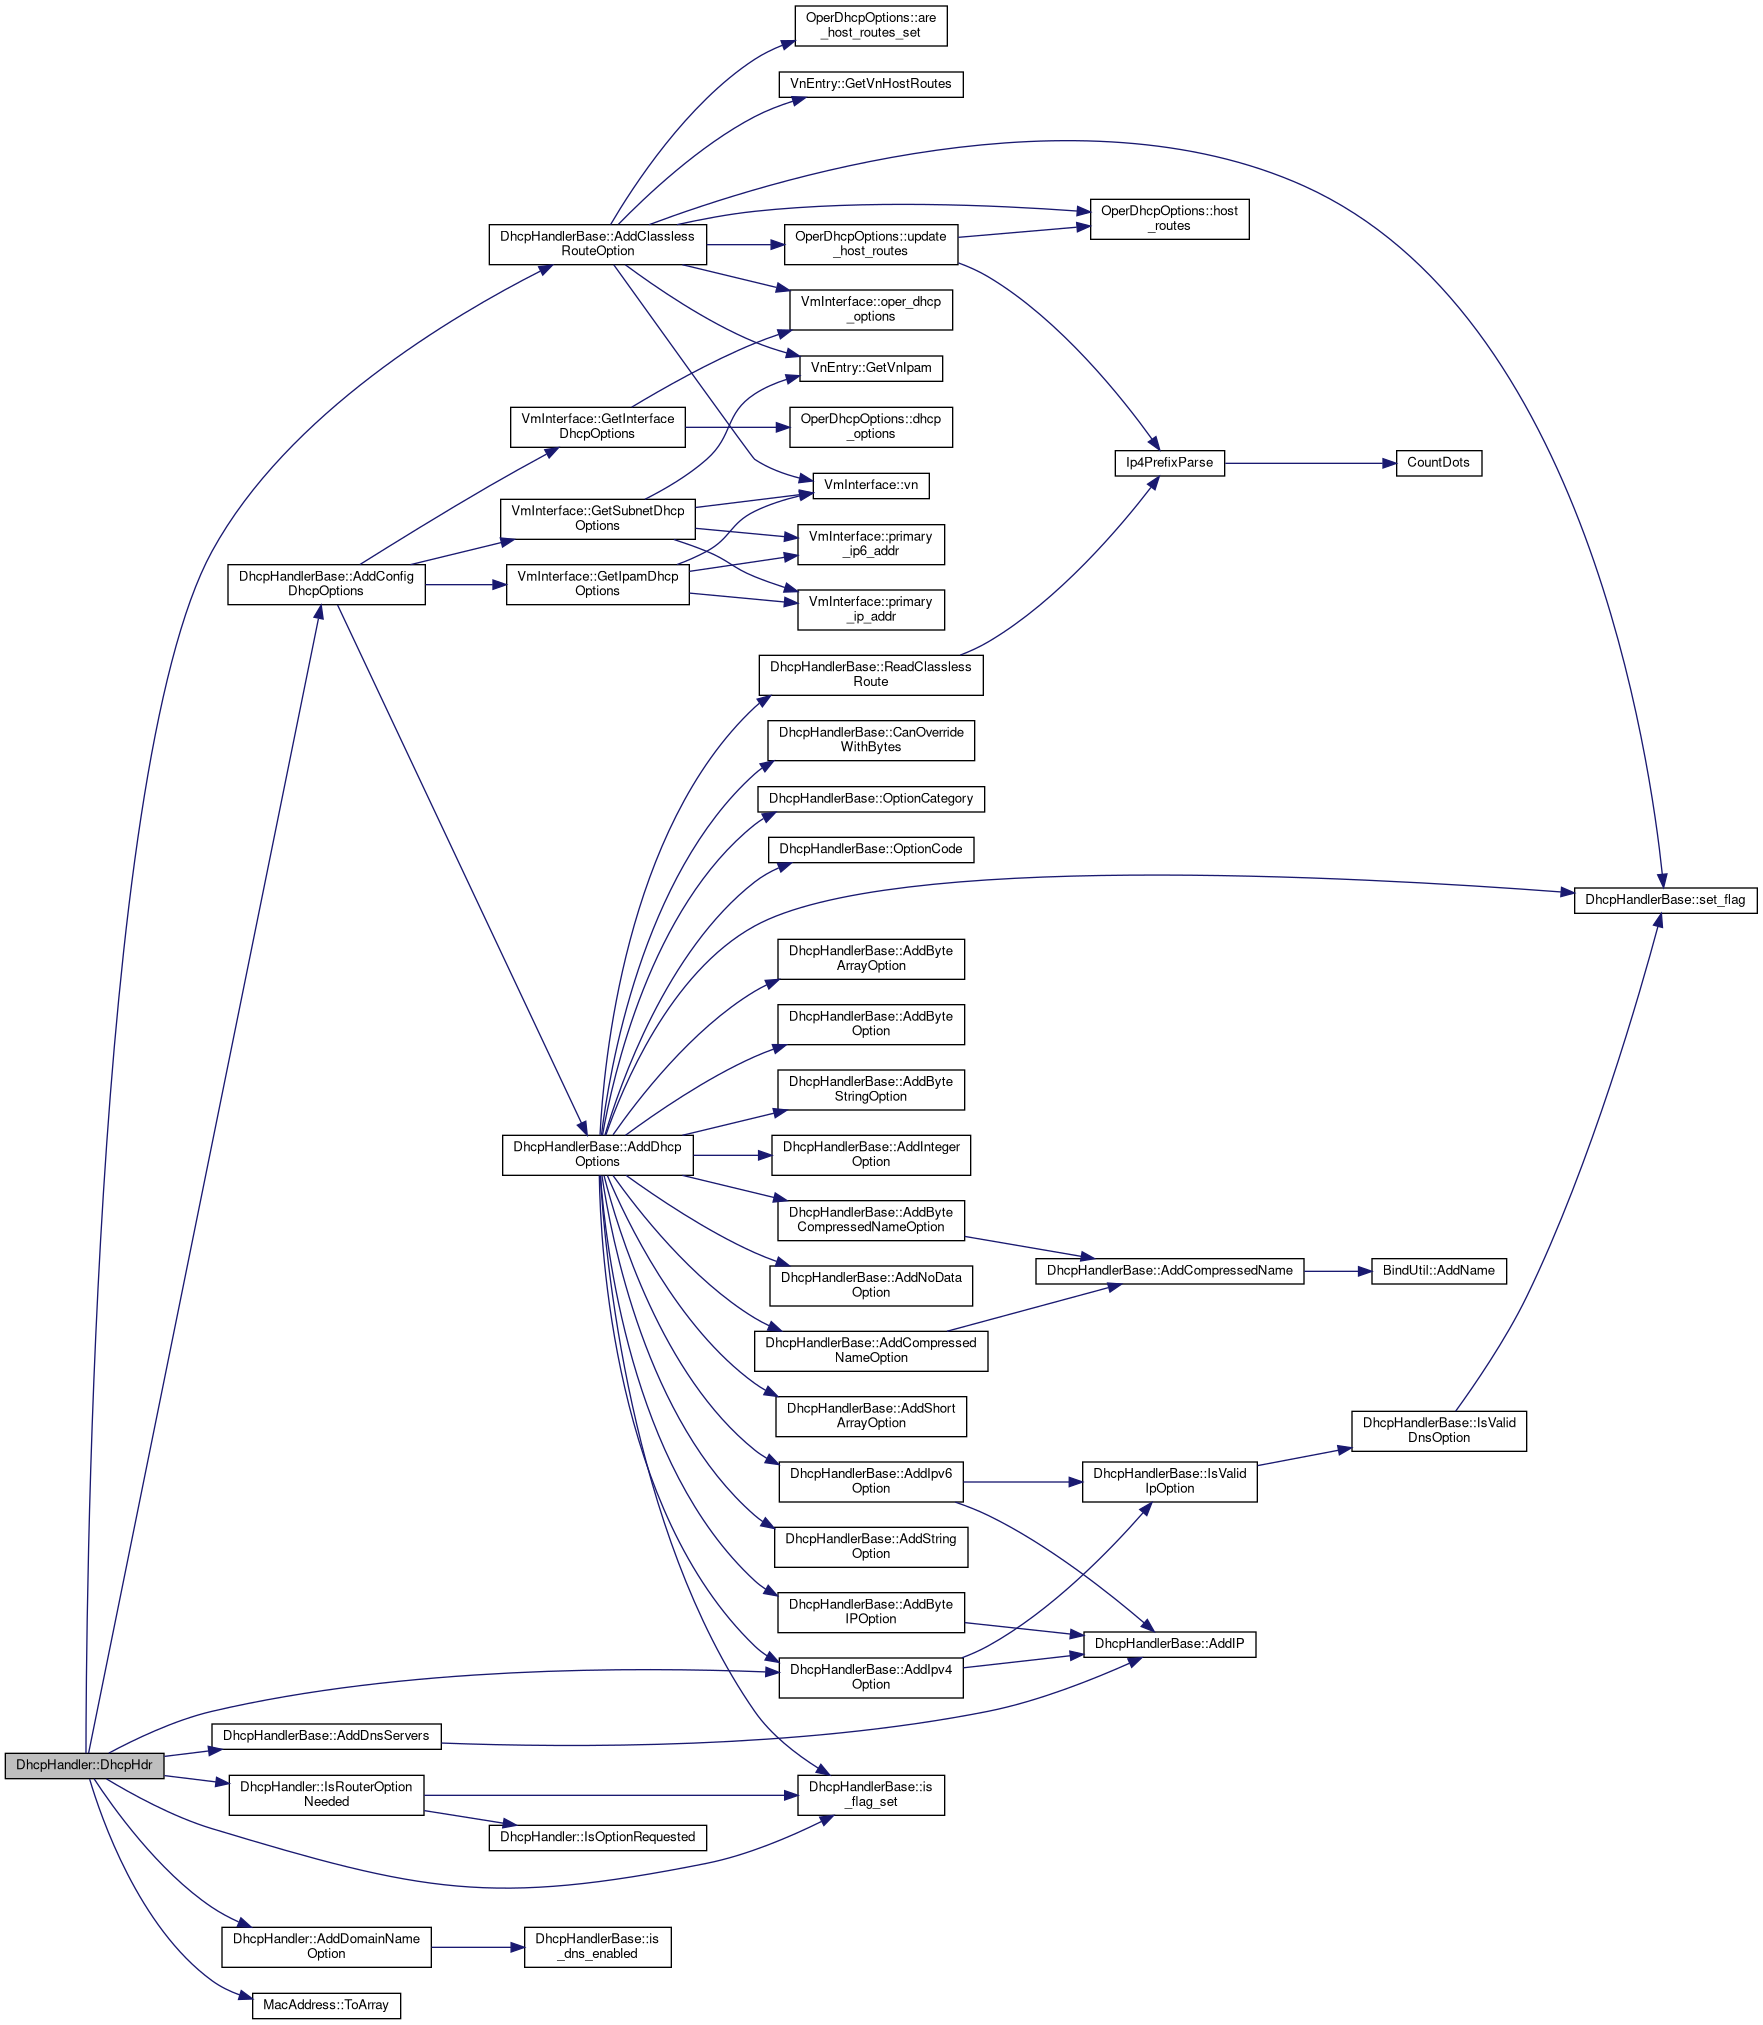 OperDhcpOptions::are
_host_routes_set
VnEntry::GetVnHostRoutes
OperDhcpOptions::host
_routes
DhcpHandlerBase::AddClassless
RouteOption
OperDhcpOptions::update
_host_routes
VmInterface::oper_dhcp
_options
VnEntry::GetVnIpam
VmInterface::GetInterface
DhcpOptions
OperDhcpOptions::dhcp
_options
Ip4PrefixParse
CountDots
VmInterface::vn
VmInterface::GetSubnetDhcp
Options
VmInterface::primary
_ip6_addr
DhcpHandlerBase::AddConfig
DhcpOptions
VmInterface::GetIpamDhcp
Options
VmInterface::primary
_ip_addr
DhcpHandlerBase::ReadClassless
Route
DhcpHandlerBase::CanOverride
WithBytes
DhcpHandlerBase::OptionCategory
DhcpHandlerBase::OptionCode
DhcpHandlerBase::set_flag
DhcpHandlerBase::AddByte
ArrayOption
DhcpHandlerBase::AddByte
Option
DhcpHandlerBase::AddByte
StringOption
DhcpHandlerBase::AddDhcp
Options
DhcpHandlerBase::AddInteger
Option
DhcpHandlerBase::AddByte
CompressedNameOption
DhcpHandlerBase::AddCompressedName
BindUtil::AddName
DhcpHandlerBase::AddNoData
Option
DhcpHandlerBase::AddCompressed
NameOption
DhcpHandlerBase::AddShort
ArrayOption
DhcpHandlerBase::IsValid
DnsOption
DhcpHandlerBase::AddIpv6
Option
DhcpHandlerBase::IsValid
IpOption
DhcpHandlerBase::AddString
Option
DhcpHandlerBase::AddByte
IPOption
DhcpHandlerBase::AddIP
DhcpHandlerBase::AddIpv4
Option
DhcpHandlerBase::AddDnsServers
DhcpHandler::DhcpHdr
DhcpHandler::IsRouterOption
Needed
DhcpHandlerBase::is
_flag_set
DhcpHandler::IsOptionRequested
DhcpHandler::AddDomainName
Option
DhcpHandlerBase::is
_dns_enabled
MacAddress::ToArray